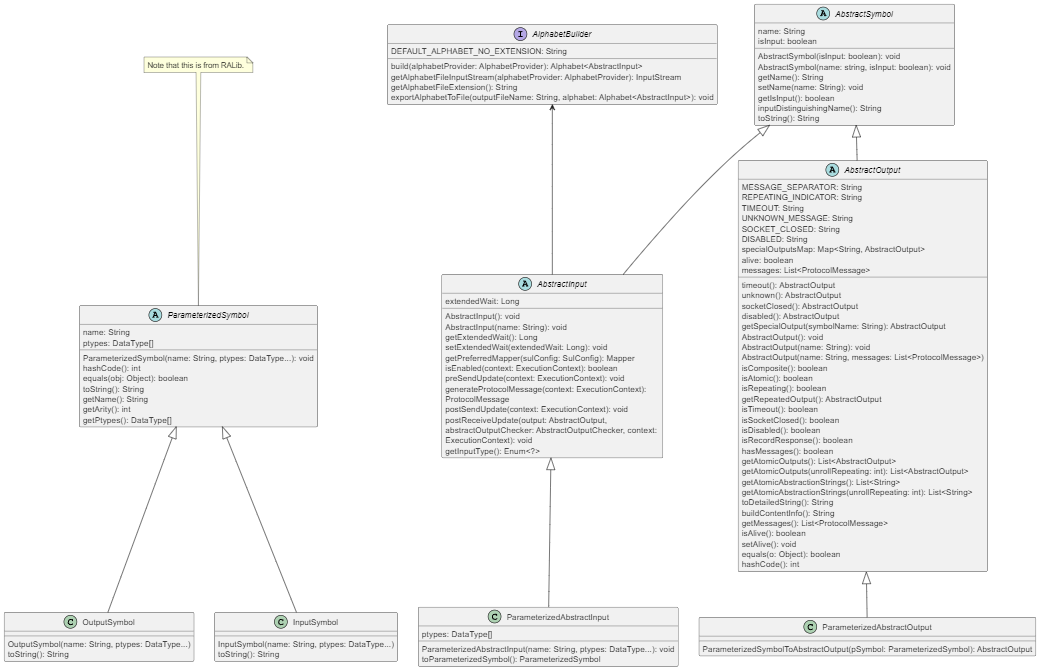 A AbstractSymbol
name: String
isInput: boolean
AbstractSymbol(isInput: boolean): void
AbstractSymbol(name: string, isInput: boolean): void
getName(): String
setName(name: String): void
getIsInput(): boolean
inputDistinguishingName(): String
toString(): String
I AlphabetBuilder
DEFAULT_ALPHABET_NO_EXTENSION: String
build(alphabetProvider: AlphabetProvider): Alphabet<AbstractInput>
getAlphabetFileInputStream(alphabetProvider: AlphabetProvider): InputStream
getAlphabetFileExtension(): String
exportAlphabetToFile(outputFileName: String, alphabet: Alphabet<AbstractInput>): void
Note that this is from RALib.
A AbstractOutput
MESSAGE_SEPARATOR: String
REPEATING_INDICATOR: String
TIMEOUT: String
UNKNOWN_MESSAGE: String
SOCKET_CLOSED: String
DISABLED: String
specialOutputsMap: Map<String, AbstractOutput>
alive: boolean
messages: List<ProtocolMessage>
timeout(): AbstractOutput
unknown(): AbstractOutput
socketClosed(): AbstractOutput
disabled(): AbstractOutput
getSpecialOutput(symbolName: String): AbstractOutput
AbstractOutput(): void
AbstractOutput(name: String): void
AbstractOutput(name: String, messages: List<ProtocolMessage>)
isComposite(): boolean
isAtomic(): boolean
isRepeating(): boolean
getRepeatedOutput(): AbstractOutput
isTimeout(): boolean
isSocketClosed(): boolean
isDisabled(): boolean
isRecordResponse(): boolean
hasMessages(): boolean
getAtomicOutputs(): List<AbstractOutput>
getAtomicOutputs(unrollRepeating: int): List<AbstractOutput>
getAtomicAbstractionStrings(): List<String>
getAtomicAbstractionStrings(unrollRepeating: int): List<String>
toDetailedString(): String
buildContentInfo(): String
getMessages(): List<ProtocolMessage>
isAlive(): boolean
setAlive(): void
equals(o: Object): boolean
hashCode(): int
A AbstractInput
extendedWait: Long
AbstractInput(): void
AbstractInput(name: String): void
getExtendedWait(): Long
setExtendedWait(extendedWait: Long): void
getPreferredMapper(sulConfig: SulConfig): Mapper
isEnabled(context: ExecutionContext): boolean
preSendUpdate(context: ExecutionContext): void
generateProtocolMessage(context: ExecutionContext):
ProtocolMessage
postSendUpdate(context: ExecutionContext): void
postReceiveUpdate(output: AbstractOutput,
abstractOutputChecker: AbstractOutputChecker, context:
ExecutionContext): void
getInputType(): Enum<?>
A ParameterizedSymbol
name: String
ptypes: DataType[]
ParameterizedSymbol(name: String, ptypes: DataType...): void
hashCode(): int
equals(obj: Object): boolean
toString(): String
getName(): String
getArity(): int
getPtypes(): DataType[]
C OutputSymbol
OutputSymbol(name: String, ptypes: DataType...)
toString(): String
C InputSymbol
InputSymbol(name: String, ptypes: DataType...)
toString(): String
C ParameterizedAbstractInput
ptypes: DataType[]
ParameterizedAbstractInput(name: String, ptypes: DataType...): void
toParameterizedSymbol(): ParameterizedSymbol
C ParameterizedAbstractOutput
ParameterizedSymbolToAbstractOutput(pSymbol: ParameterizedSymbol): AbstractOutput